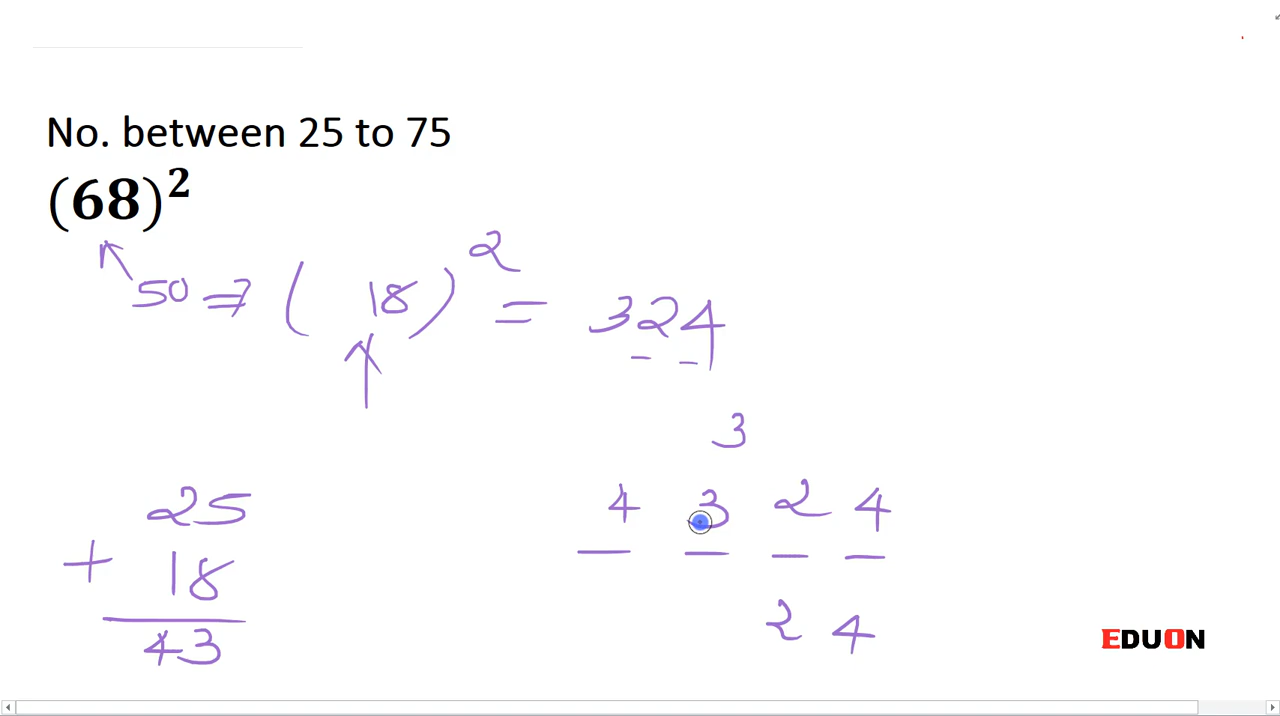 No. between 25 to 75
(68)²
50 => ( 18 )² = 324
3
4 3 2 4
25
+ 18
43
2 4
EDUON